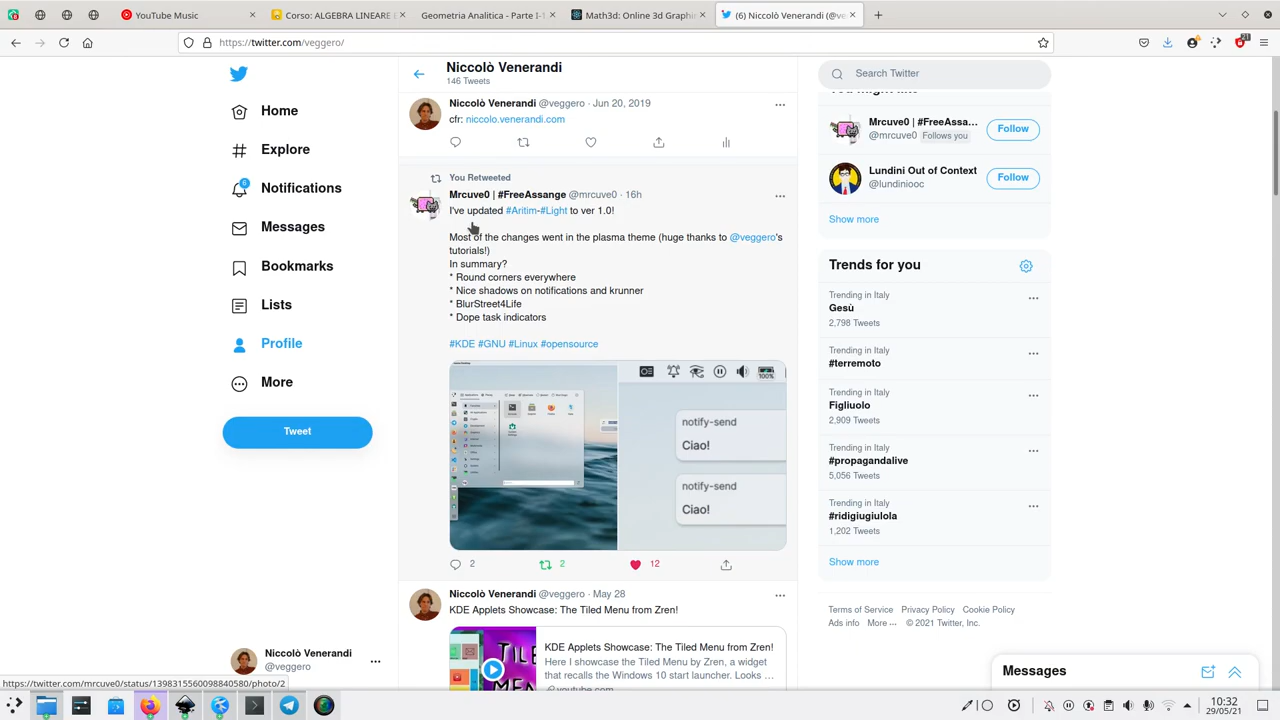 YouTube Music
Corso: ALGEBRA LINEARE E
Geometria Analitica - Parte I-1
Math3d: Online 3d Graphi
(6) Niccolò Venerandi (@ve
https://twitter.com/veggero/
21
Niccolò Venerandi
146 Tweets
Search Twitter
Home
Explore
6
Notifications
Messages
Bookmarks
Lists
Profile
More
Tweet
Niccolò Venerandi @veggero · Jun 20, 2019
cfr: niccolo.venerandi.com
You Retweeted
Mrcuve0 | #FreeAssange @mrcuve0 · 16h
I've updated #Aritim-#Light to ver 1.0!
Most of the changes went in the plasma theme (huge thanks to @veggero's
tutorials!)
In summary?
* Round corners everywhere
* Nice shadows on notifications and krunner
* BlurStreet4Life
* Dope task indicators
#KDE #GNU #Linux #opensource
100%
notify-send
Ciao!
notify-send
Ciao!
2
2
12
Niccolò Venerandi @veggero · May 28
KDE Applets Showcase: The Tiled Menu from Zren!
KDE Applets Showcase: The Tiled Menu from Zren!
Here I showcase the Tiled Menu by Zren, a widget
that recalls the Windows 10 start launcher. Looks ...
youtube.com
Mrcuve0 | #FreeAssa...
@mrcuve0 Follows you
Follow
Lundini Out of Context
@lundiniooc
Follow
Show more
Trends for you
Trending in Italy
Gesù
2,798 Tweets
Trending in Italy
#terremoto
Trending in Italy
Figliuolo
2,909 Tweets
Trending in Italy
#propagandalive
5,056 Tweets
Trending in Italy
#ridigiugiulola
1,202 Tweets
Show more
Terms of Service Privacy Policy Cookie Policy
Ads info More ··· © 2021 Twitter, Inc.
Niccolò Venerandi
@veggero
Messages
https://twitter.com/mrcuve0/status/1398315560098840580/photo/2
10:32
29/05/21